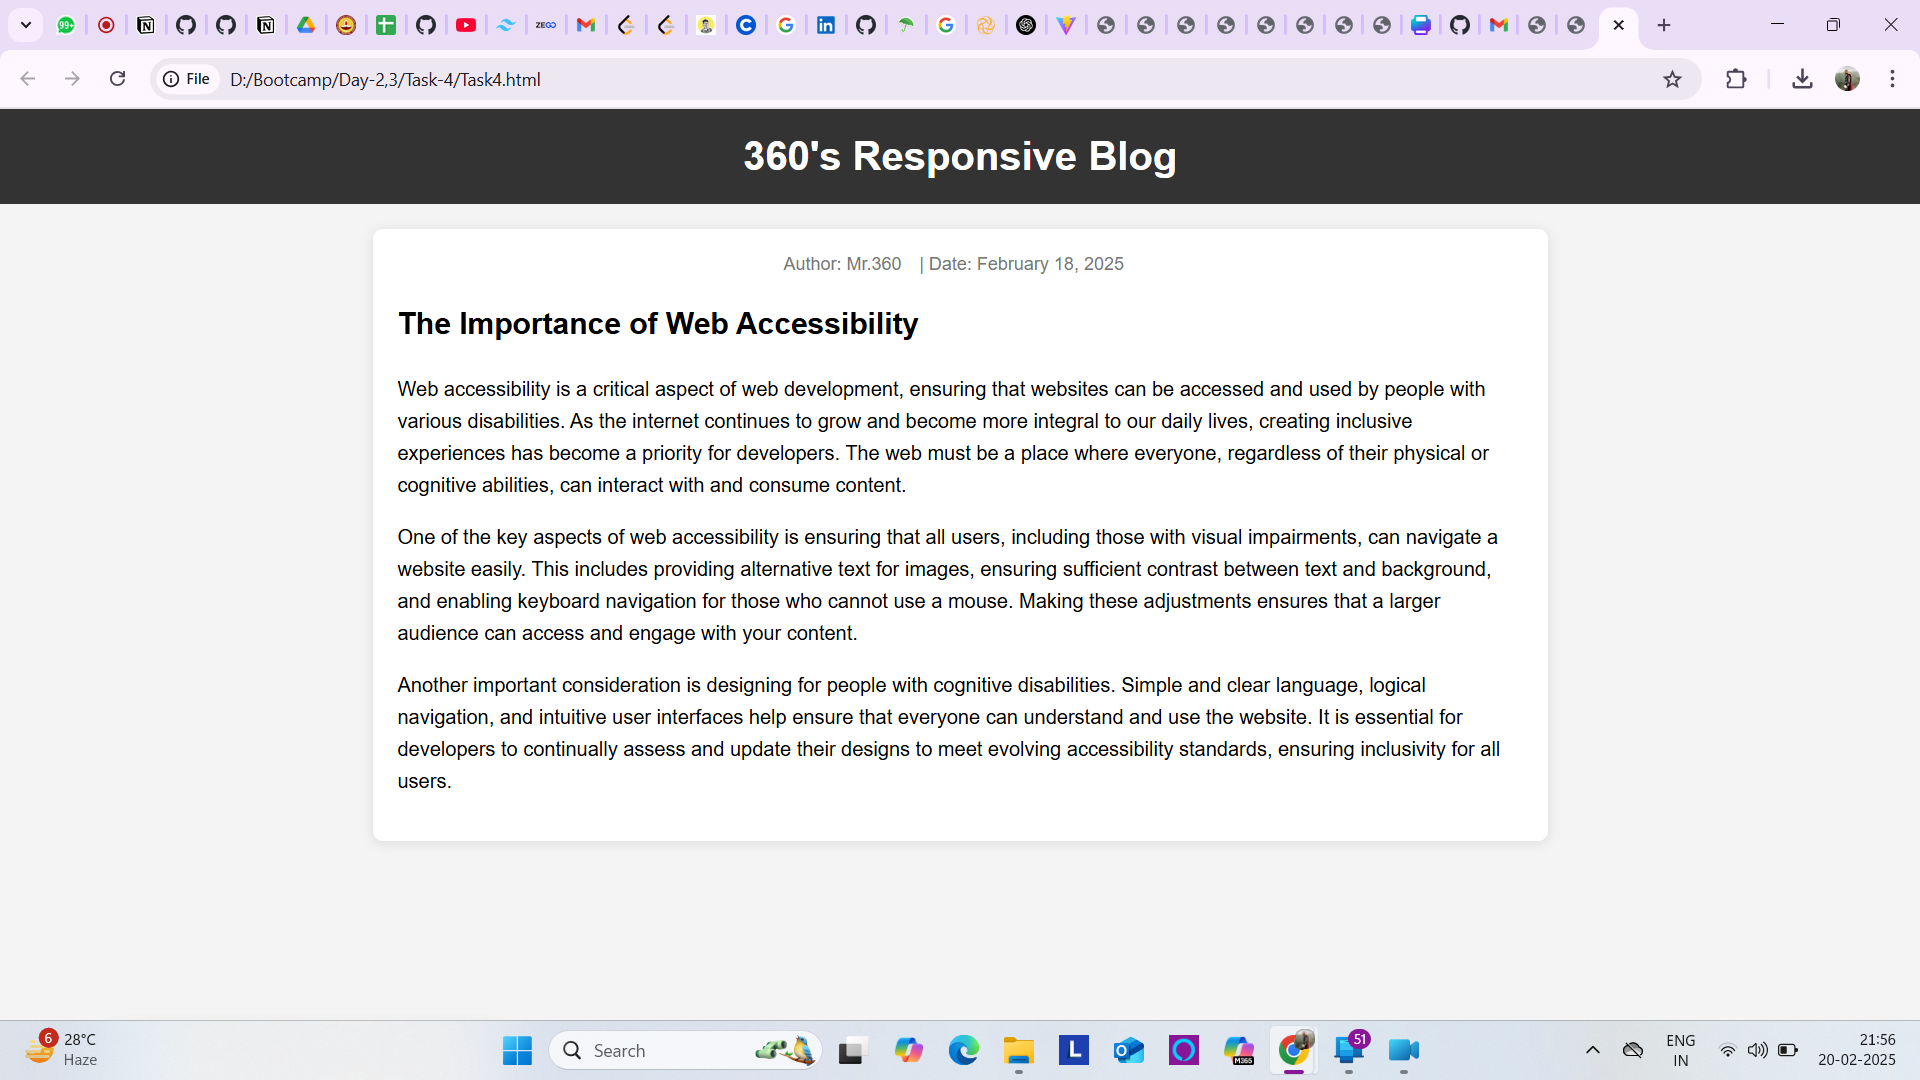 99+
ZEGO
File
D:/Bootcamp/Day-2,3/Task-4/Task4.html
360's Responsive Blog
Author: Mr.360 | Date: February 18, 2025
The Importance of Web Accessibility
Web accessibility is a critical aspect of web development, ensuring that websites can be accessed and used by people with
various disabilities. As the internet continues to grow and become more integral to our daily lives, creating inclusive
experiences has become a priority for developers. The web must be a place where everyone, regardless of their physical or
cognitive abilities, can interact with and consume content.
One of the key aspects of web accessibility is ensuring that all users, including those with visual impairments, can navigate a
website easily. This includes providing alternative text for images, ensuring sufficient contrast between text and background,
and enabling keyboard navigation for those who cannot use a mouse. Making these adjustments ensures that a larger
audience can access and engage with your content.
Another important consideration is designing for people with cognitive disabilities. Simple and clear language, logical
navigation, and intuitive user interfaces help ensure that everyone can understand and use the website. It is essential for
developers to continually assess and update their designs to meet evolving accessibility standards, ensuring inclusivity for all
users.
6
28°C
Haze
Search
L
M365
51
ENG
IN
21:56
20-02-2025